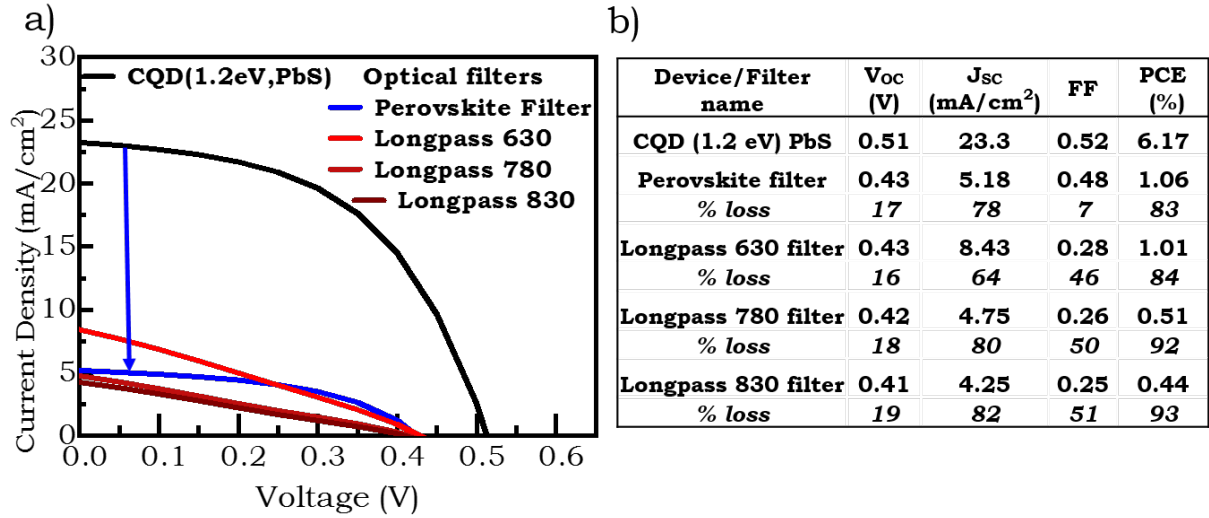 a)
30
25
20
15
10
5
0
Current Density (mA/cm²)
0.0 0.1 0.2 0.3 0.4 0.5 0.6
Voltage (V)
CQD(1.2eV,PbS) Optical filters
Perovskite Filter
Longpass 630
Longpass 780
Longpass 830
b)
Device/Filter name V_OC (V) J_SC (mA/cm²) FF PCE (%)
CQD (1.2 eV) PbS 0.51 23.3 0.52 6.17
Perovskite filter 0.43 5.18 0.48 1.06
% loss 17 78 7 83
Longpass 630 filter 0.43 8.43 0.28 1.01
% loss 16 64 46 84
Longpass 780 filter 0.42 4.75 0.26 0.51
% loss 18 80 50 92
Longpass 830 filter 0.41 4.25 0.25 0.44
% loss 19 82 51 93